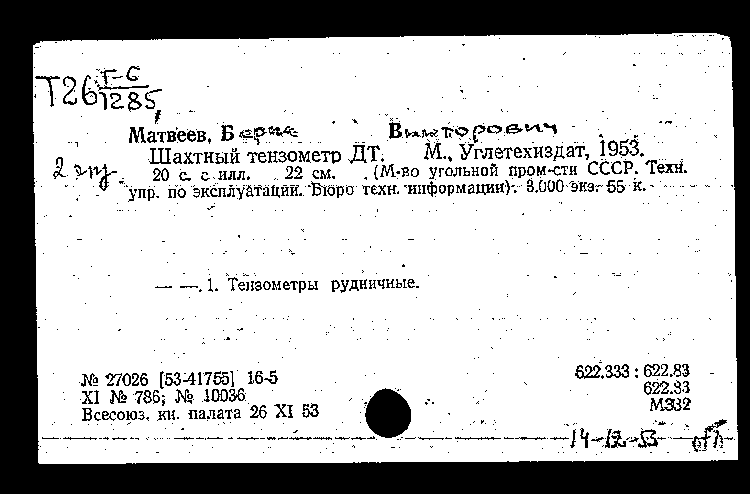 Т26 Г-6
1285
Матвеев, Борис Викторович
Шахтный тензометр ДТ. М., Углетехиздат, 1953.
2 экз. 20 с. с илл. 22 см. (М-во угольной пром-сти СССР. Техн.
упр. по эксплуатации. Бюро техн. информации). 3.000 экз. 55 к.
— —. 1. Тензометры рудничные.
№ 27026 [53-41755] 16-5
XI № 786; № 10036
Всесоюз. кн. палата 26 XI 53
622.333 : 622.83
622.83
М332
14-12-53